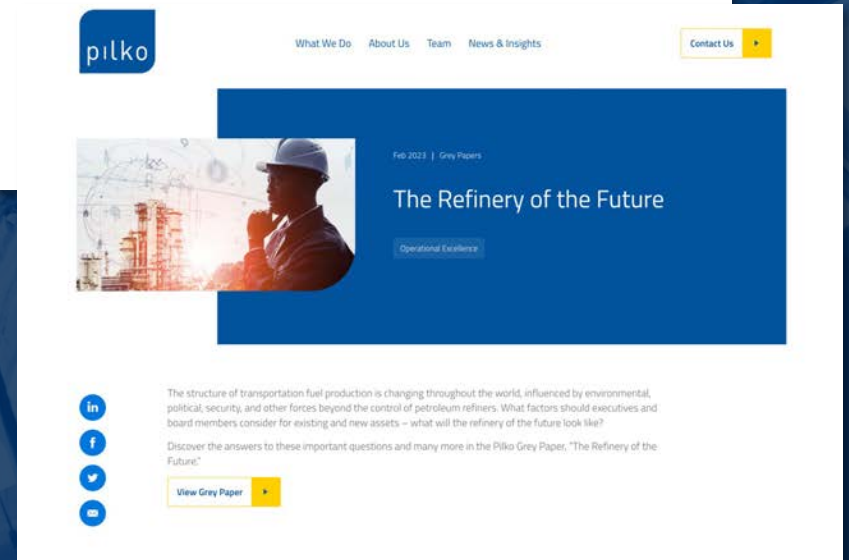 pilko
What We Do About Us Team News & Insights
Contact Us
Feb 2023 | Grey Papers
The Refinery of the Future
Operational Excellence
The structure of transportation fuel production is changing throughout the world, influenced by environmental,
political, security, and other forces beyond the control of petroleum refiners. What factors should executives and
board members consider for existing and new assets – what will the refinery of the future look like?
Discover the answers to these important questions and many more in the Pilko Grey Paper, "The Refinery of the
Future."
in
f
View Grey Paper